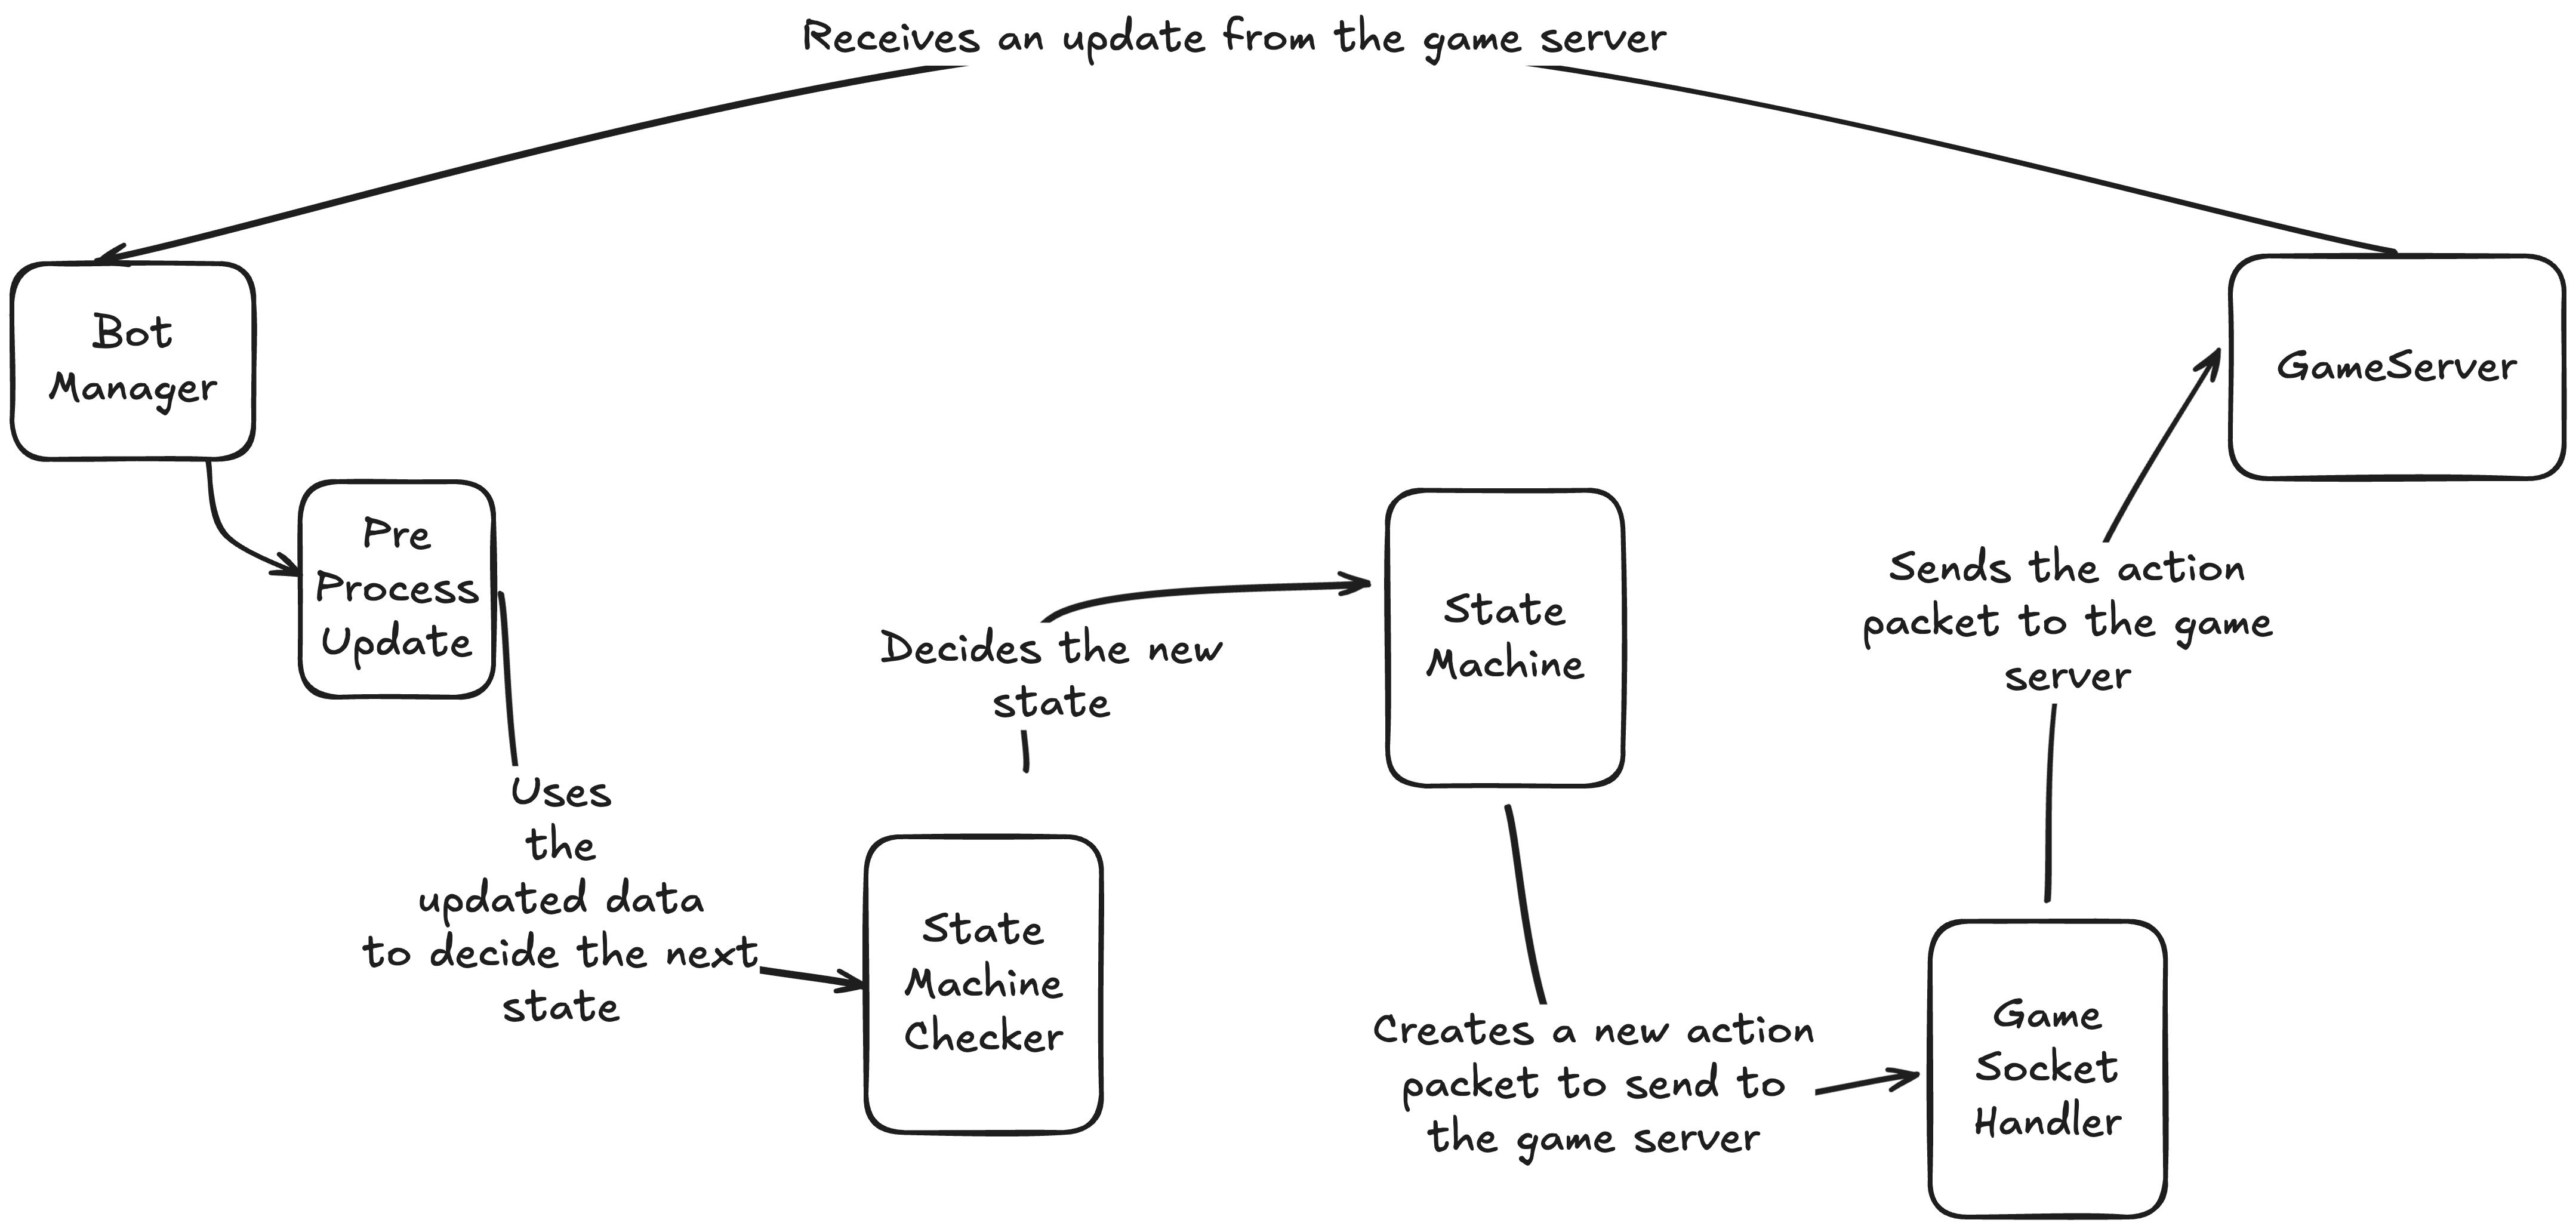 Receives an update from the game server
Bot
Manager
GameServer
Pre
Process
Update
Uses
the
updated data
to decide the next
state
State
Machine
Checker
Decides the new
state
State
Machine
Creates a new action
packet to send to
the game server
Game
Socket
Handler
Sends the action
packet to the game
server